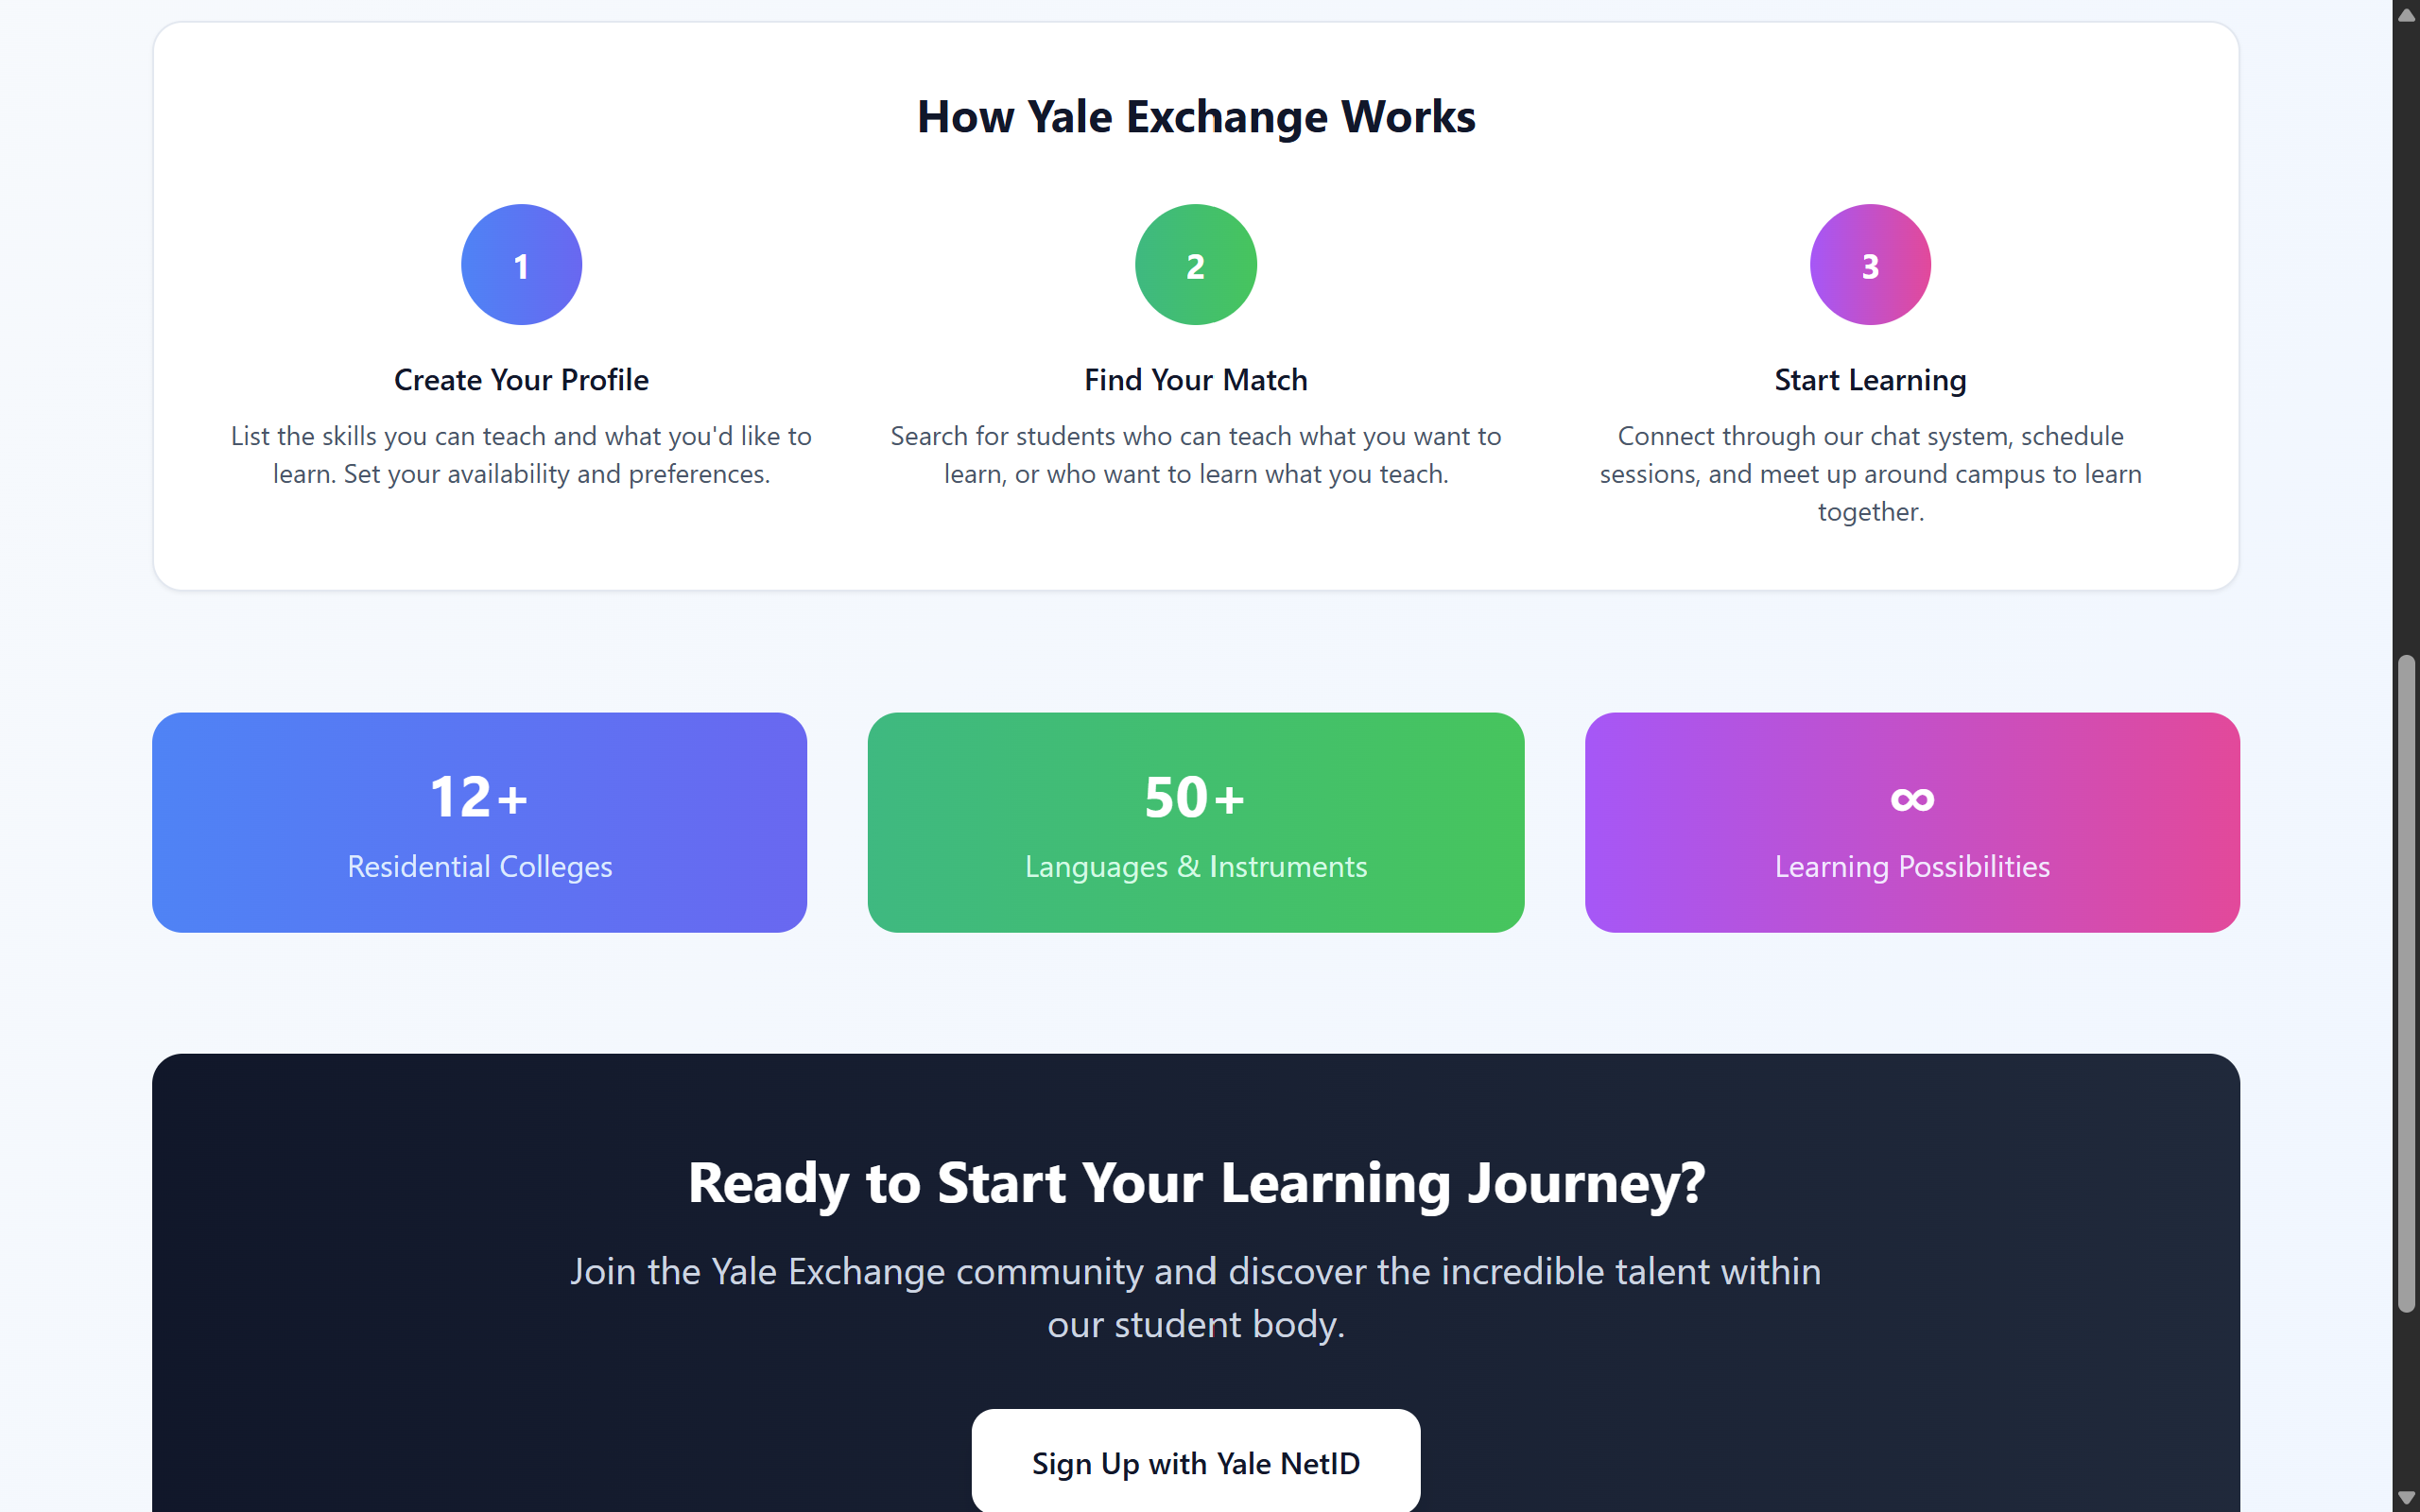 How Yale Exchange Works
1
2
3
Create Your Profile
List the skills you can teach and what you'd like to
learn. Set your availability and preferences.
Find Your Match
Search for students who can teach what you want to
learn, or who want to learn what you teach.
Start Learning
Connect through our chat system, schedule
sessions, and meet up around campus to learn
together.
12+
Residential Colleges
50+
Languages & Instruments
∞
Learning Possibilities
Ready to Start Your Learning Journey?
Join the Yale Exchange community and discover the incredible talent within
our student body.
Sign Up with Yale NetID